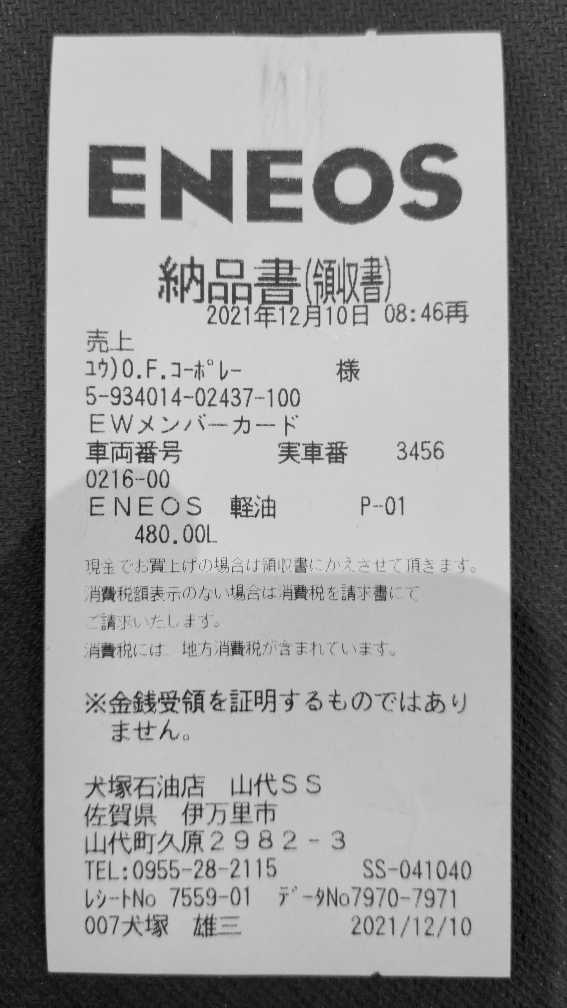 ENEOS
納品書(領収書)
2021年12月10日 08:46再
売上
ﾕｳ)O.F.ｺｰﾎﾟﾚｰ 様
5-934014-02437-100
ＥＷメンバーカード
車両番号 実車番 3456
0216-00
ＥＮＥＯＳ 軽油 P-01
480.00L
現金でお買上げの場合は領収書にかえさせて頂きます。
消費税額表示のない場合は消費税を請求書にて
ご請求いたします。
消費税には、地方消費税が含まれています。
※金銭受領を証明するものではあり
ません。
犬塚石油店 山代ＳＳ
佐賀県 伊万里市
山代町久原２９８２－３
TEL:0955-28-2115 SS-041040
ﾚｼｰﾄNo 7559-01 ﾃﾞｰﾀNo7970-7971
007犬塚 雄三 2021/12/10